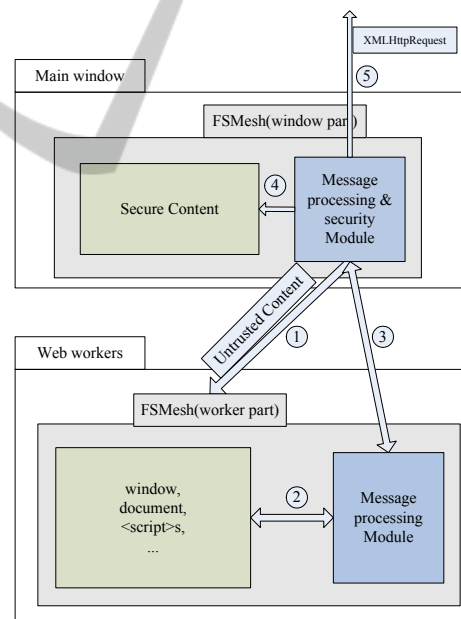 XMLHttpRequest
5
Main window
FSMesh(window part)
Secure Content
4
Message
processing &
security
Module
Untrusted Content
1
3
Web workers
FSMesh(worker part)
window,
document,
<script>s,
...
2
Message
processing
Module